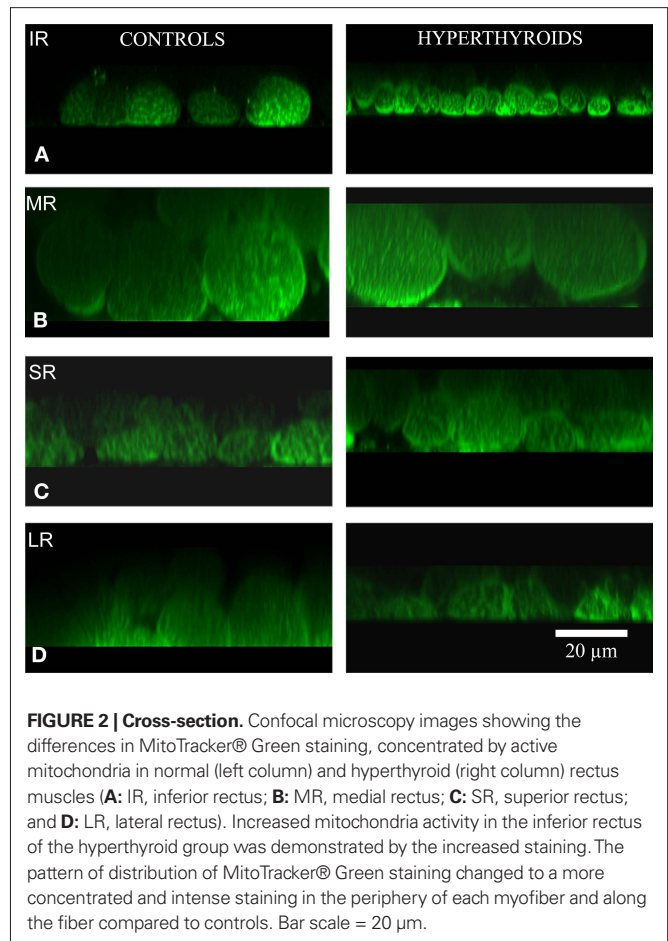 IR CONTROLS HYPERTHYROIDS
A
MR
B
SR
C
LR
D
20 µm
FIGURE 2 | Cross-section. Confocal microscopy images showing the
differences in MitoTracker® Green staining, concentrated by active
mitochondria in normal (left column) and hyperthyroid (right column) rectus
muscles (A: IR, inferior rectus; B: MR, medial rectus; C: SR, superior rectus;
and D: LR, lateral rectus). Increased mitochondria activity in the inferior rectus
of the hyperthyroid group was demonstrated by the increased staining. The
pattern of distribution of MitoTracker® Green staining changed to a more
concentrated and intense staining in the periphery of each myofiber and along
the fiber compared to controls. Bar scale = 20 µm.